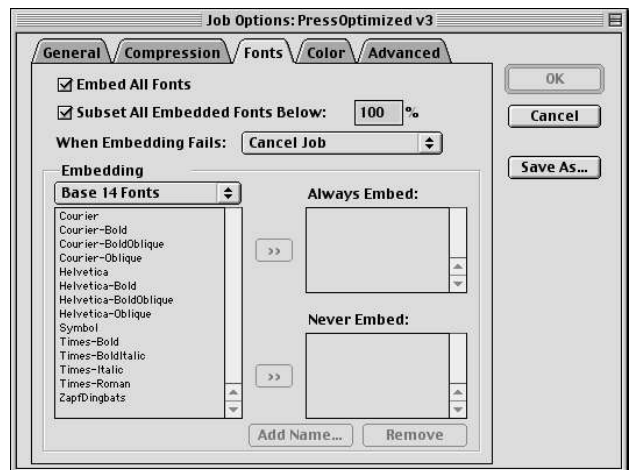 Job Options: PressOptimized v3
General Compression Fonts Color Advanced
Embed All Fonts
Subset All Embedded Fonts Below: 100 %
When Embedding Fails: Cancel Job
OK
Cancel
Save As...
Embedding
Base 14 Fonts
Courier
Courier-Bold
Courier-BoldOblique
Courier-Oblique
Helvetica
Helvetica-Bold
Helvetica-BoldOblique
Helvetica-Oblique
Symbol
Times-Bold
Times-BoldItalic
Times-Italic
Times-Roman
ZapfDingbats
>>
>>
Always Embed:
Never Embed:
Add Name... Remove